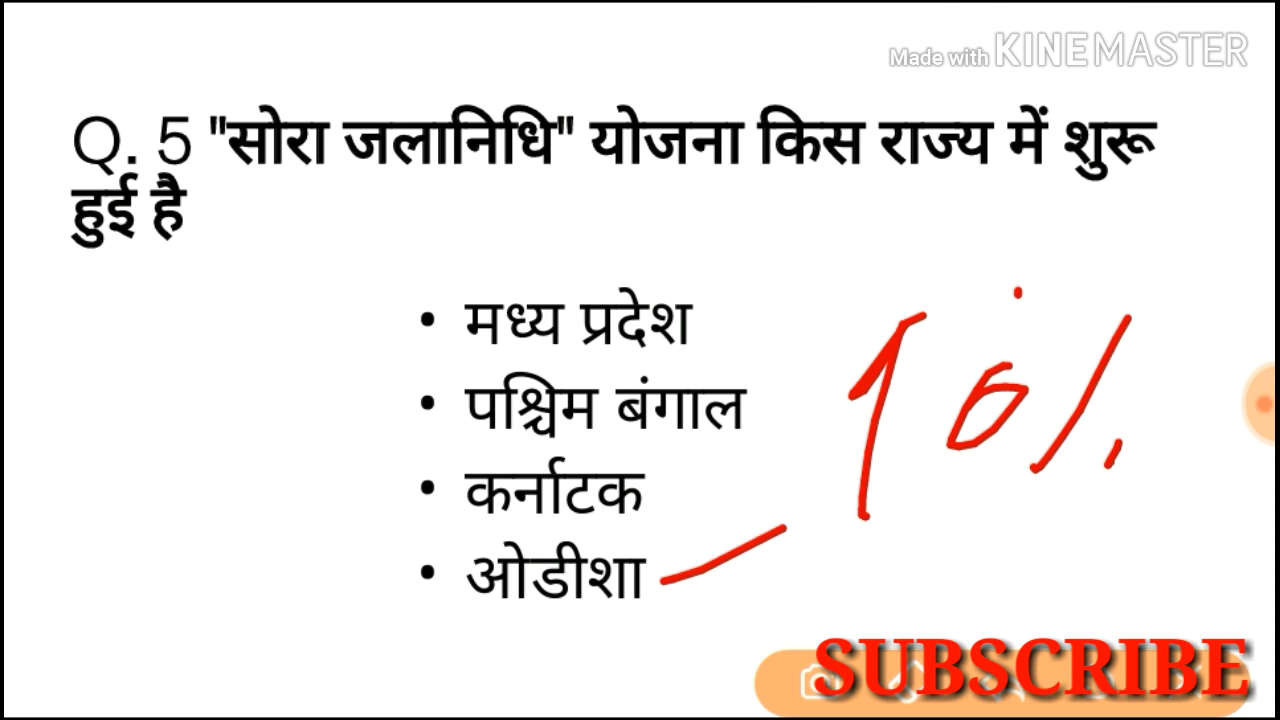 Made with KINEMASTER
Q. 5 "सोरा जलानिधि" योजना किस राज्य में शुरू
हुई है
• मध्य प्रदेश
• पश्चिम बंगाल
• कर्नाटक
• ओडीशा
10%
SUBSCRIBE